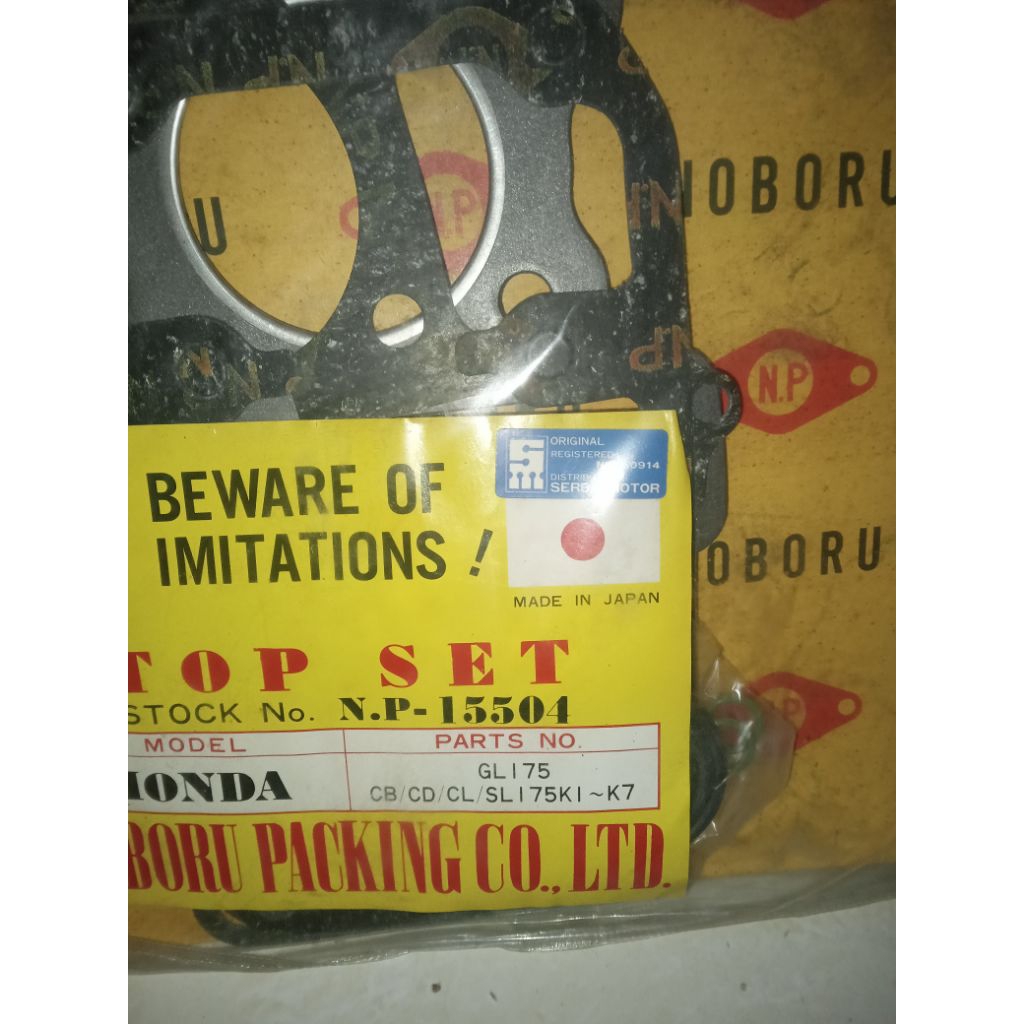 N.P
N.P
NOBORU
N.P
N.P
OBORU
BEWARE OF
IMITATIONS !
ORIGINAL
REGISTERED
SERBA MOTOR
MADE IN JAPAN
TOP SET
STOCK No. N.P-15504
MODEL PARTS NO.
HONDA GL175
CB/CD/CL/SL175K1~K7
BORU PACKING CO., LTD.